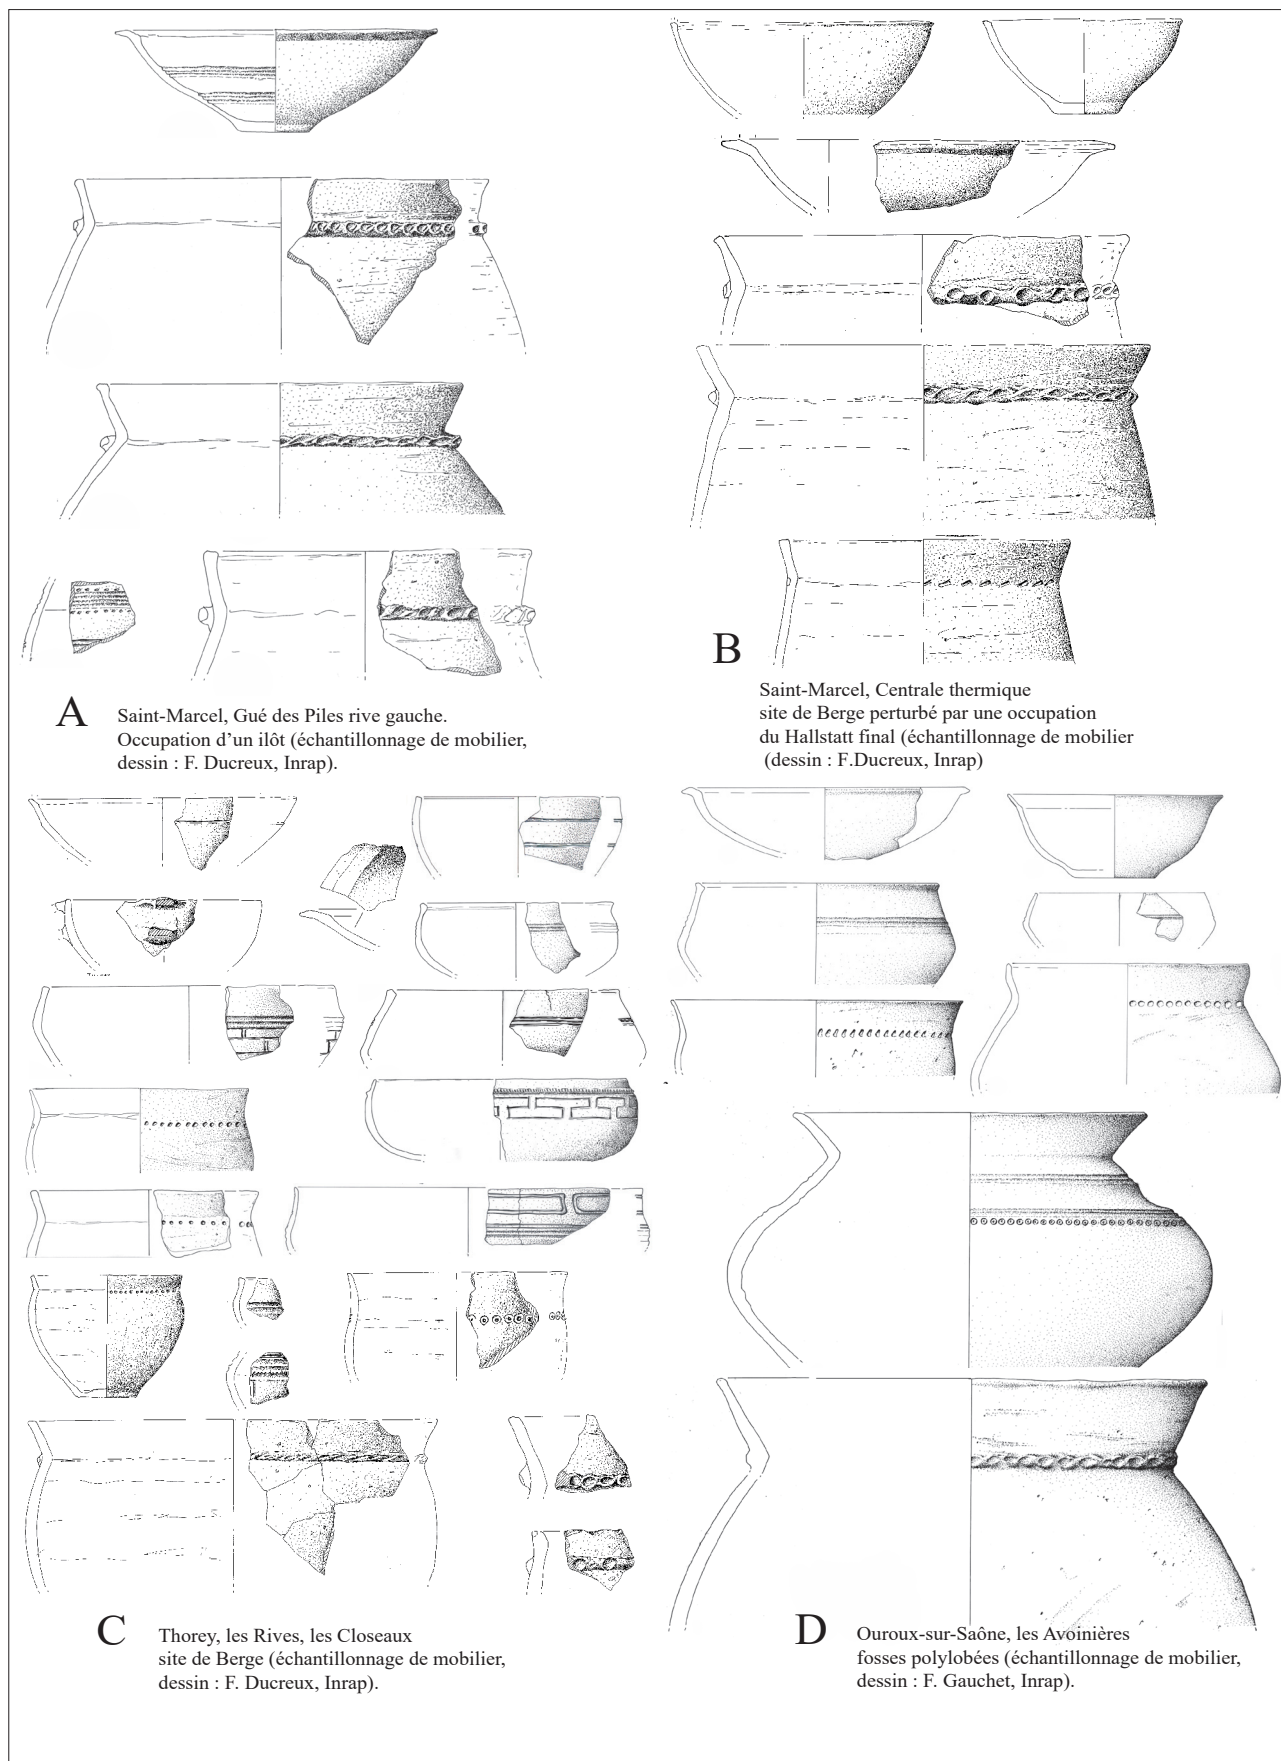 A
Saint-Marcel, Gué des Piles rive gauche.
Occupation d'un ilôt (échantillonnage de mobilier,
dessin : F. Ducreux, Inrap).
B
Saint-Marcel, Centrale thermique
site de Berge perturbé par une occupation
du Hallstatt final (échantillonnage de mobilier
(dessin : F.Ducreux, Inrap)
C
Thorey, les Rives, les Closeaux
site de Berge (échantillonnage de mobilier,
dessin : F. Ducreux, Inrap).
D
Ouroux-sur-Saône, les Avoinières
fosses polylobées (échantillonnage de mobilier,
dessin : F. Gauchet, Inrap).